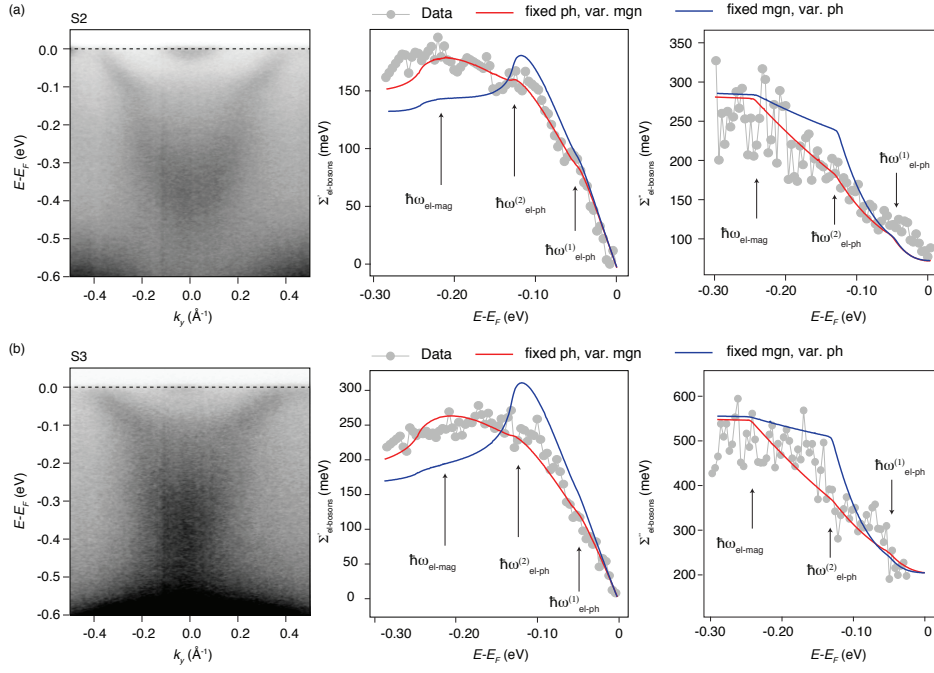 (a)
S2
E-E_F (eV)
0.0
-0.1
-0.2
-0.3
-0.4
-0.5
-0.6
-0.4 -0.2 0.0 0.2 0.4
k_y (Å⁻¹)
Data fixed ph, var. mgn fixed mgn, var. ph
Σ'_el-bosons (meV)
150
100
50
0
ħω_el-mag
ħω⁽²⁾_el-ph
ħω⁽¹⁾_el-ph
-0.30 -0.20 -0.10 0
E-E_F (eV)
Σ''_el-bosons (meV)
350
300
250
200
150
100
ħω⁽¹⁾_el-ph
ħω_el-mag
ħω⁽²⁾_el-ph
-0.30 -0.20 -0.10 0
E-E_F (eV)
(b)
S3
E-E_F (eV)
0.0
-0.1
-0.2
-0.3
-0.4
-0.5
-0.6
-0.4 -0.2 0.0 0.2 0.4
k_y (Å⁻¹)
Data fixed ph, var. mgn fixed mgn, var. ph
Σ'_el-bosons (meV)
300
250
200
150
100
50
0
ħω_el-mag
ħω⁽²⁾_el-ph
ħω⁽¹⁾_el-ph
-0.30 -0.20 -0.10 0
E-E_F (eV)
Σ''_el-bosons (meV)
600
500
400
300
200
ħω⁽¹⁾_el-ph
ħω_el-mag
ħω⁽²⁾_el-ph
-0.30 -0.20 -0.10 0
E-E_F (eV)